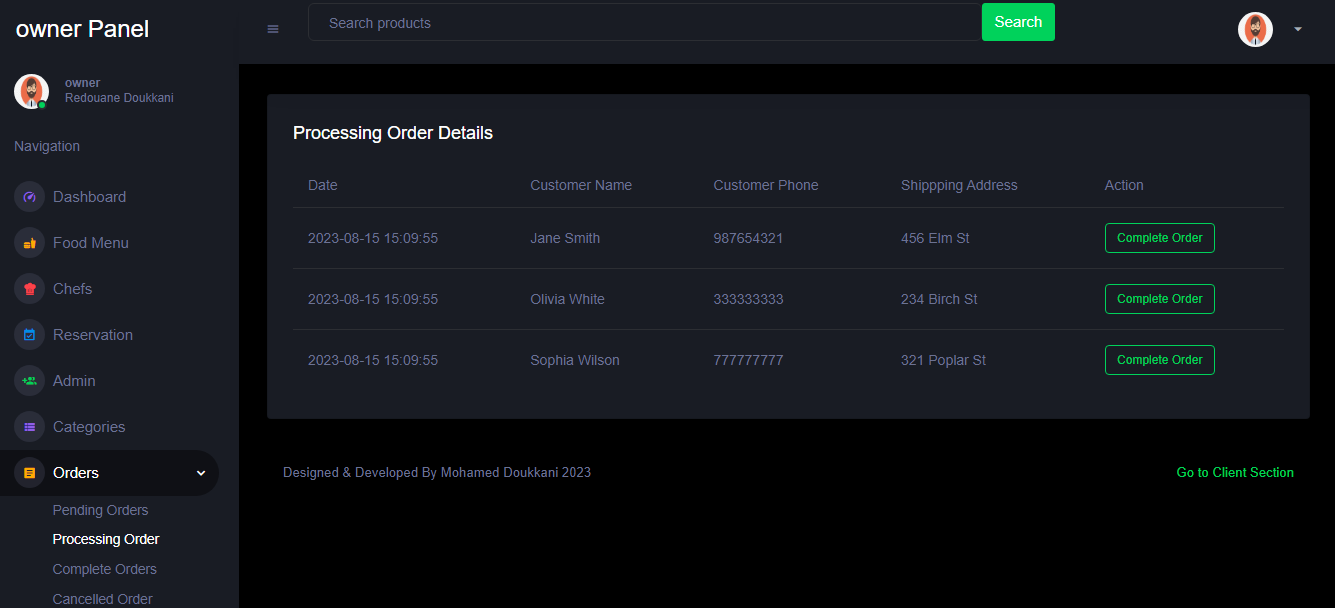 owner Panel
Search products
Search
owner
Redouane Doukkani
Navigation
Dashboard
Food Menu
Chefs
Reservation
Admin
Categories
Orders
Pending Orders
Processing Order
Complete Orders
Cancelled Order
Processing Order Details
Date Customer Name Customer Phone Shippping Address Action
2023-08-15 15:09:55 Jane Smith 987654321 456 Elm St Complete Order
2023-08-15 15:09:55 Olivia White 333333333 234 Birch St Complete Order
2023-08-15 15:09:55 Sophia Wilson 777777777 321 Poplar St Complete Order
Designed & Developed By Mohamed Doukkani 2023
Go to Client Section